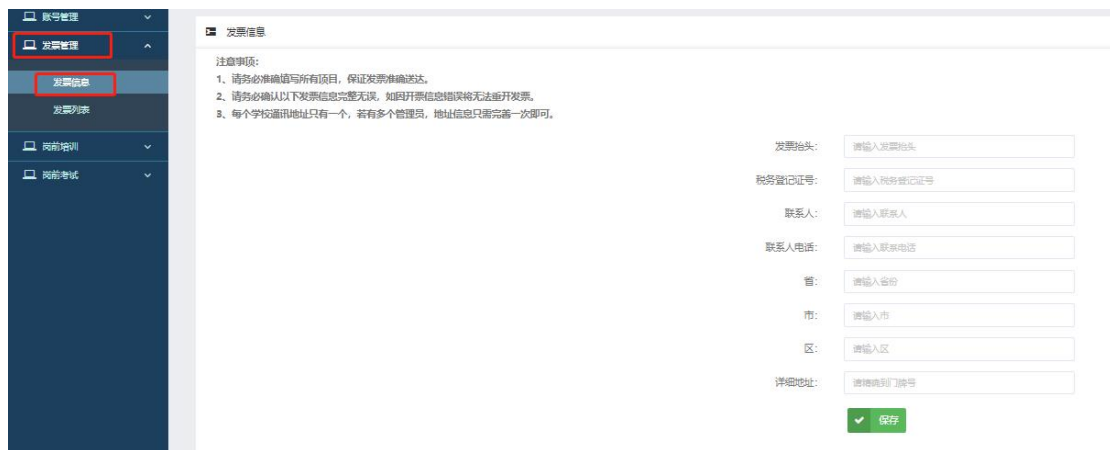 账号管理
发票管理
发票信息
发票列表
岗前培训
岗前考试
发票信息
注意事项:
1、请务必准确填写所有项目，保证发票准确送达。
2、请务必确认以下发票信息完整无误，如因开票信息错误将无法重开发票。
3、每个学校通讯地址只有一个，若有多个管理员，地址信息只需完善一次即可。
发票抬头: 请输入发票抬头
税务登记证号: 请输入税务登记证号
联系人: 请输入联系人
联系人电话: 请输入联系电话
省: 请输入省份
市: 请输入市
区: 请输入区
详细地址: 请精确到门牌号
保存